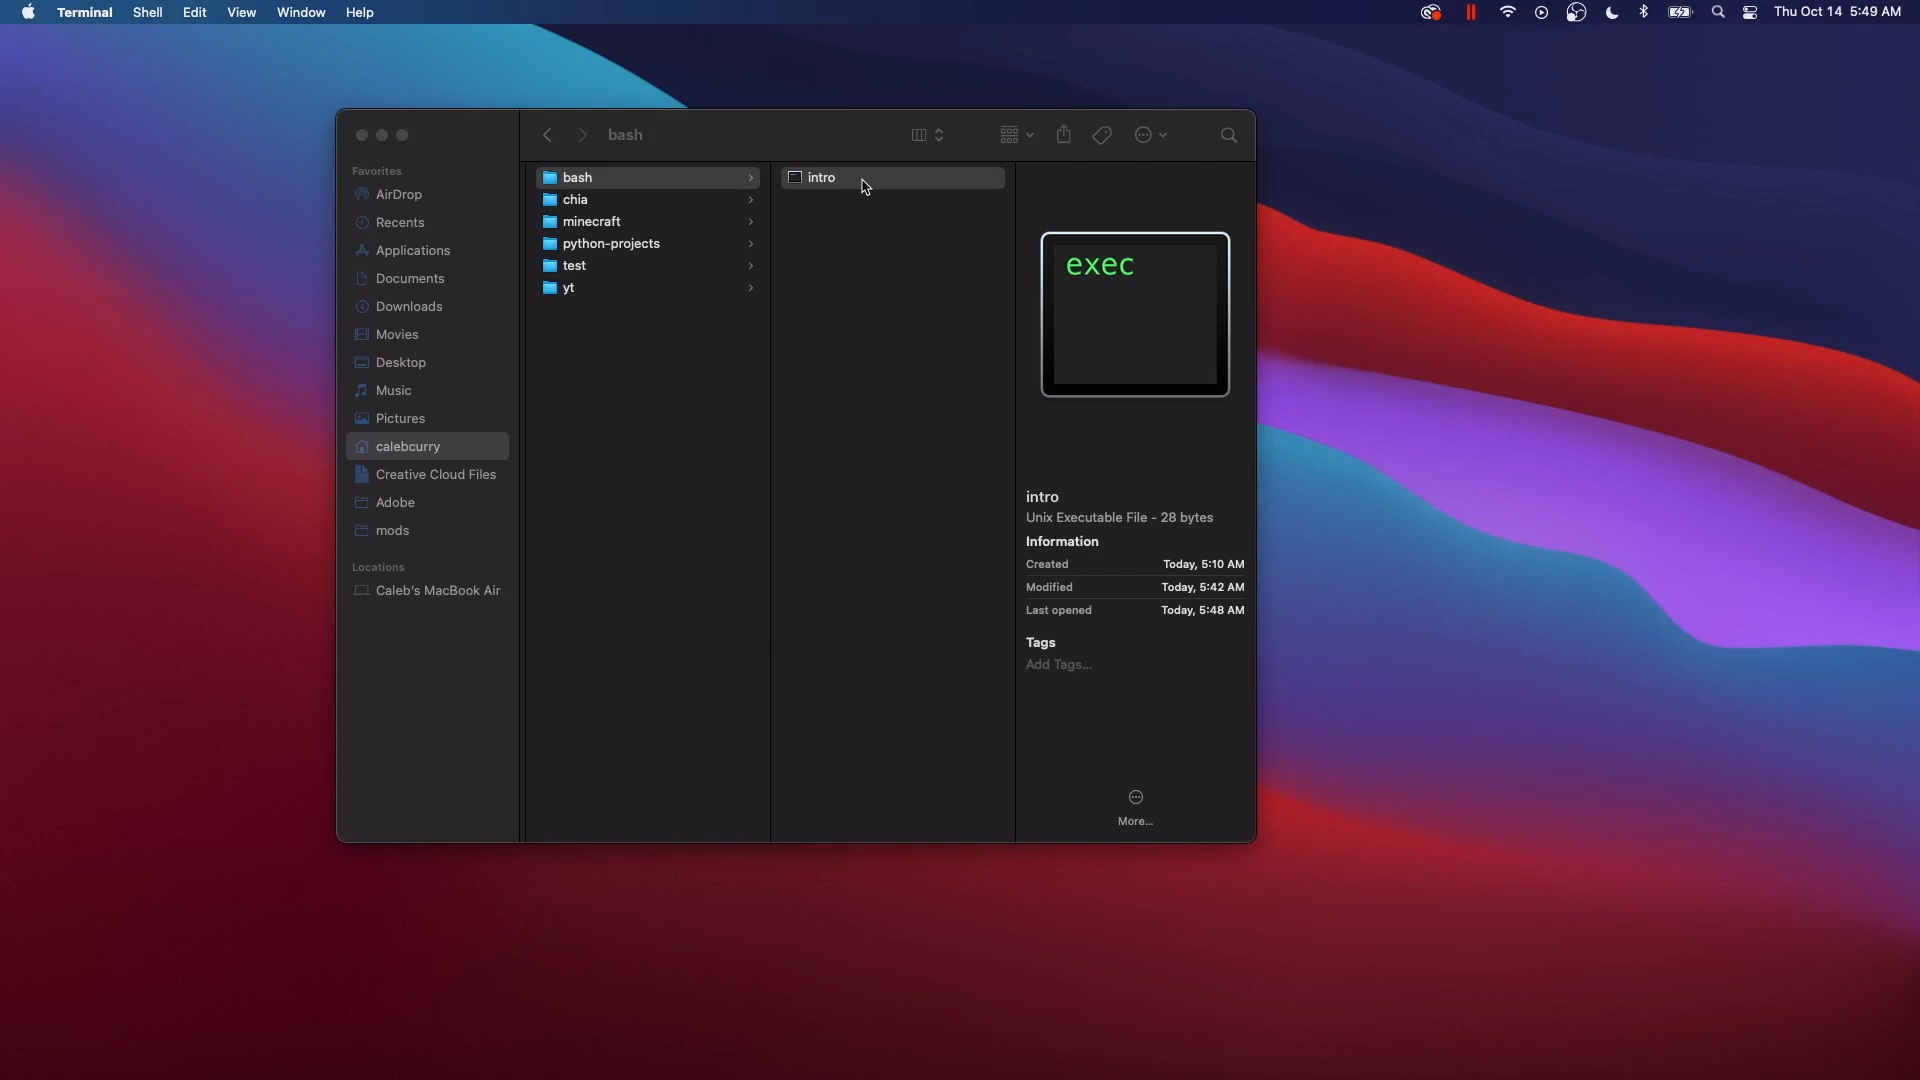 Terminal Shell Edit View Window Help
Thu Oct 14 5:49 AM
bash
Favorites
AirDrop
Recents
Applications
Documents
Downloads
Movies
Desktop
Music
Pictures
calebcurry
Creative Cloud Files
Adobe
mods
Locations
Caleb's MacBook Air
bash
chia
minecraft
python-projects
test
yt
intro
exec
intro
Unix Executable File - 28 bytes
Information
Created Today, 5:10 AM
Modified Today, 5:42 AM
Last opened Today, 5:48 AM
Tags
Add Tags...
More...